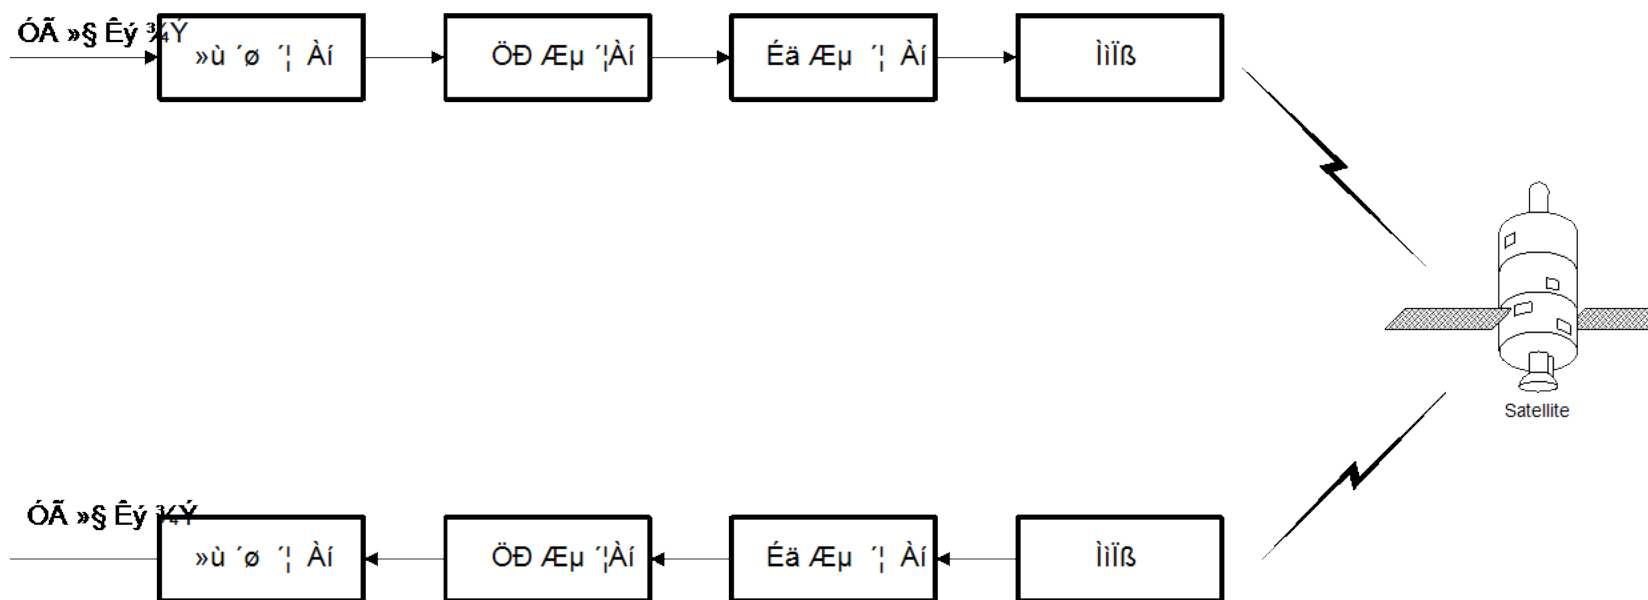 ÓÃ »§ Êý ¾Ý
»ù ´ø ´¦ Àí
ÖÐ Æµ ´¦Àí
Éä Æµ ´¦ Àí
ÌìÏß
Satellite
ÓÃ »§ Êý ¾Ý
»ù ´ø ´¦ Àí
ÖÐ Æµ ´¦Àí
Éä Æµ ´¦ Àí
ÌìÏß